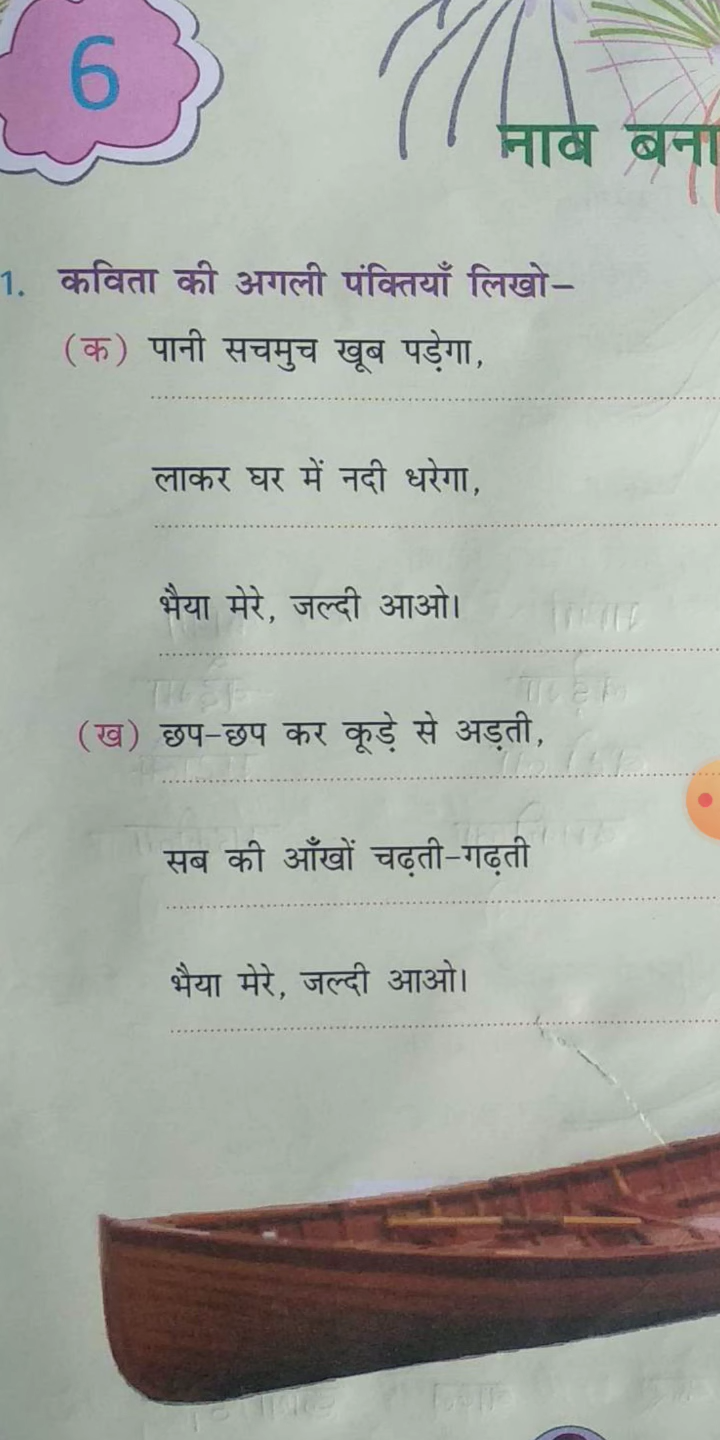 6
नाव बना
1. कविता की अगली पंक्तियाँ लिखो–
(क) पानी सचमुच खूब पड़ेगा,
लाकर घर में नदी धरेगा,
भैया मेरे, जल्दी आओ।
(ख) छप-छप कर कूड़े से अड़ती,
सब की आँखों चढ़ती-गढ़ती
भैया मेरे, जल्दी आओ।